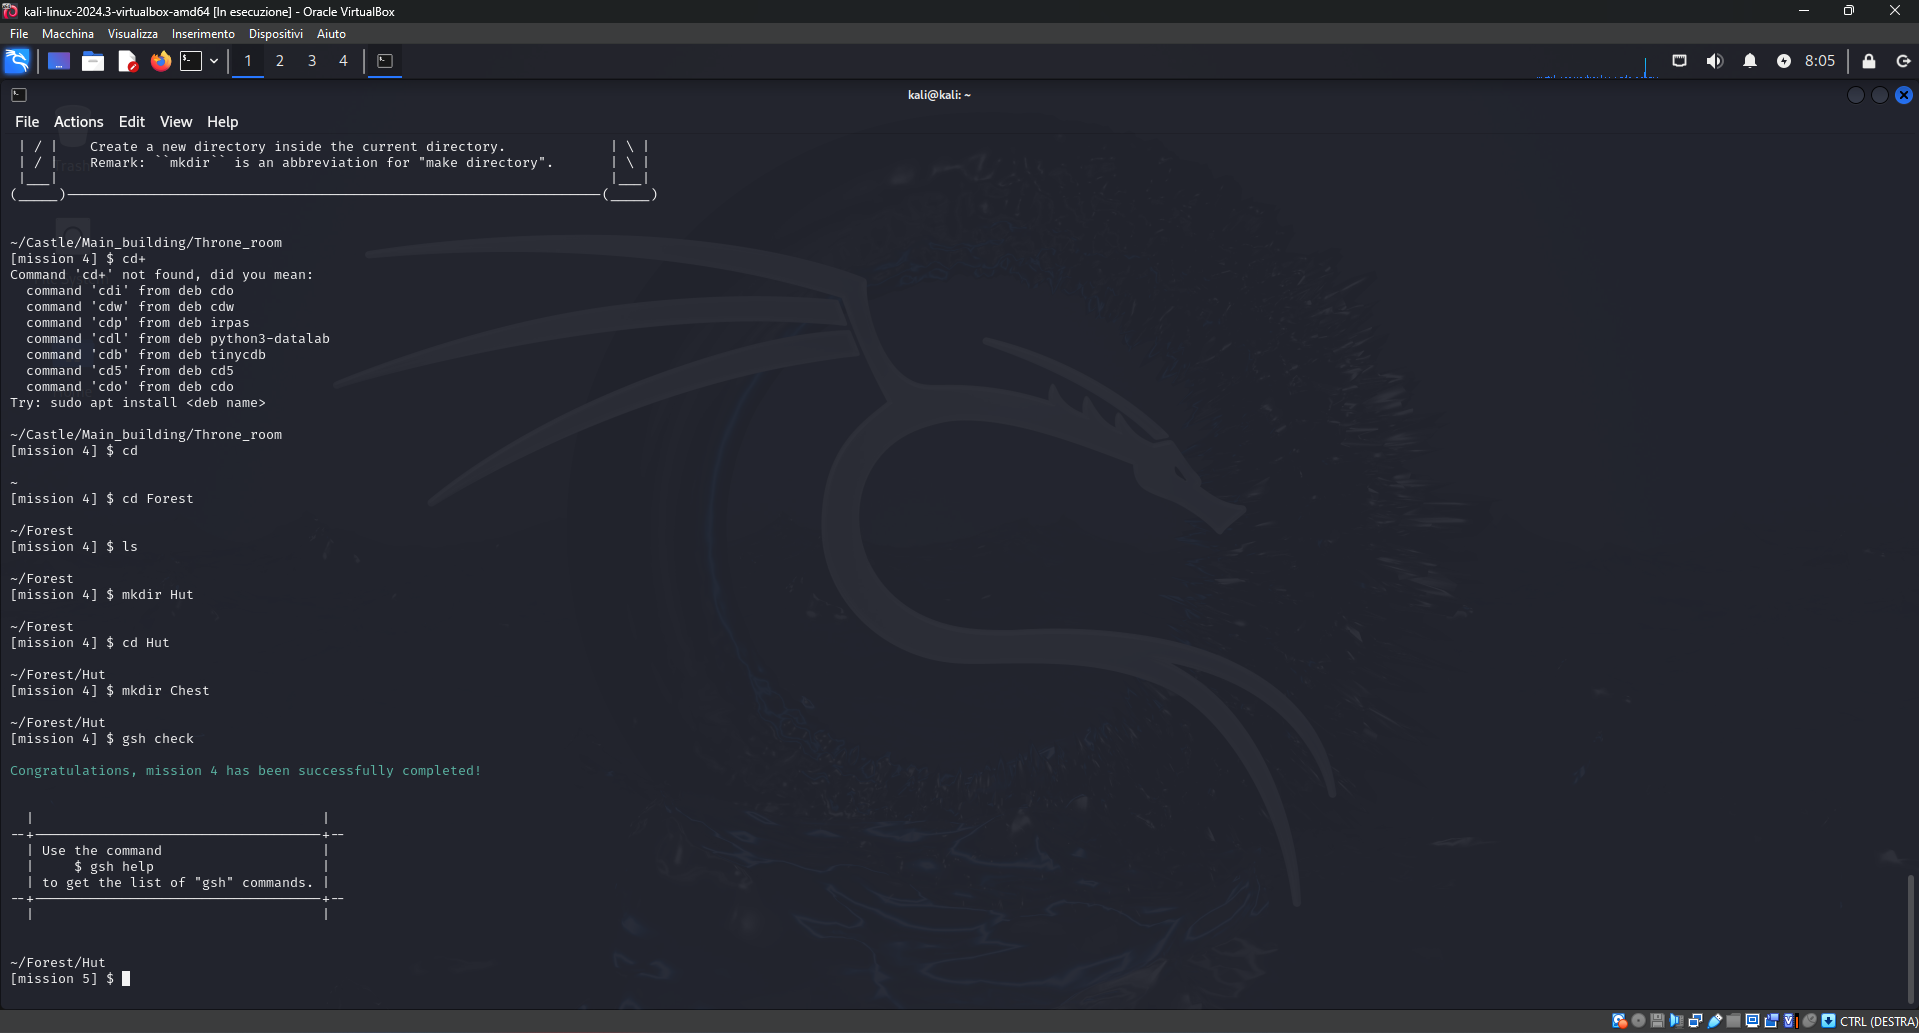 kali-linux-2024.3-virtualbox-amd64 [In esecuzione] - Oracle VirtualBox
File Macchina Visualizza Inserimento Dispositivi Aiuto
1 2 3 4 8:05
kali@kali: ~
File Actions Edit View Help
| / | Create a new directory inside the current directory. | \ |
| / | Remark: ``mkdir`` is an abbreviation for "make directory". | \ |
Trash
~/Castle/Main_building/Throne_room
[mission 4] $ cd+
Command 'cd+' not found, did you mean:
command 'cdi' from deb cdo
command 'cdw' from deb cdw
command 'cdp' from deb irpas
command 'cdl' from deb python3-datalab
command 'cdb' from deb tinycdb
command 'cd5' from deb cd5
command 'cdo' from deb cdo
Try: sudo apt install <deb name>
~/Castle/Main_building/Throne_room
[mission 4] $ cd
~
[mission 4] $ cd Forest
~/Forest
[mission 4] $ ls
~/Forest
[mission 4] $ mkdir Hut
~/Forest
[mission 4] $ cd Hut
~/Forest/Hut
[mission 4] $ mkdir Chest
~/Forest/Hut
[mission 4] $ gsh check
Congratulations, mission 4 has been successfully completed!
Use the command
$ gsh help
to get the list of "gsh" commands.
~/Forest/Hut
[mission 5] $
CTRL (DESTRA)